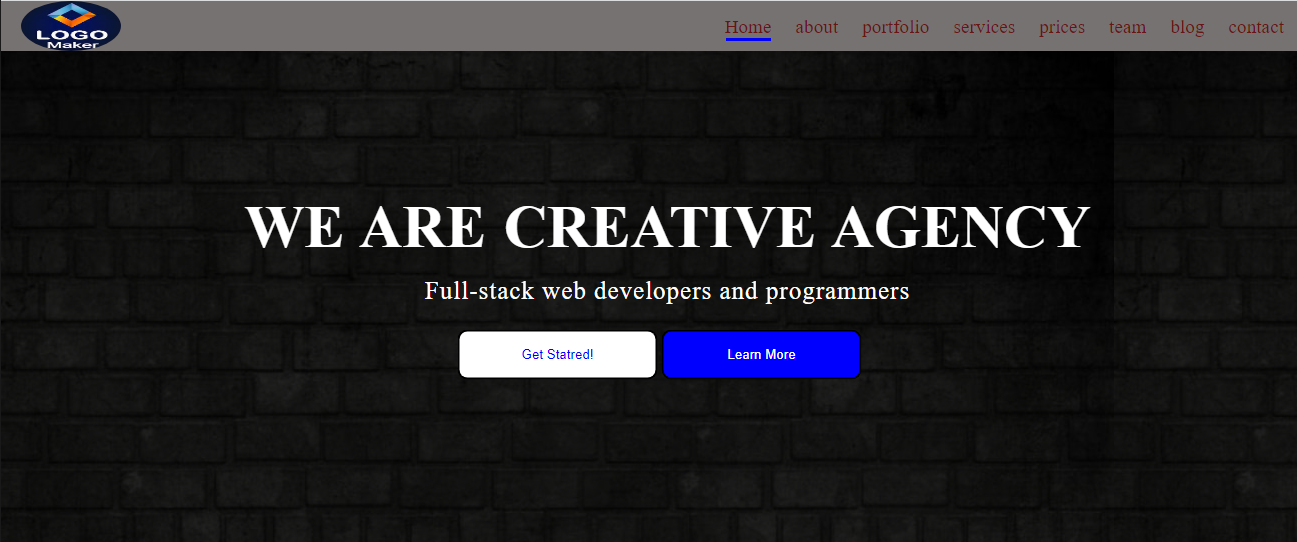 LOGO
Maker
Home about portfolio services prices team blog contact
WE ARE CREATIVE AGENCY
Full-stack web developers and programmers
Get Statred! Learn More